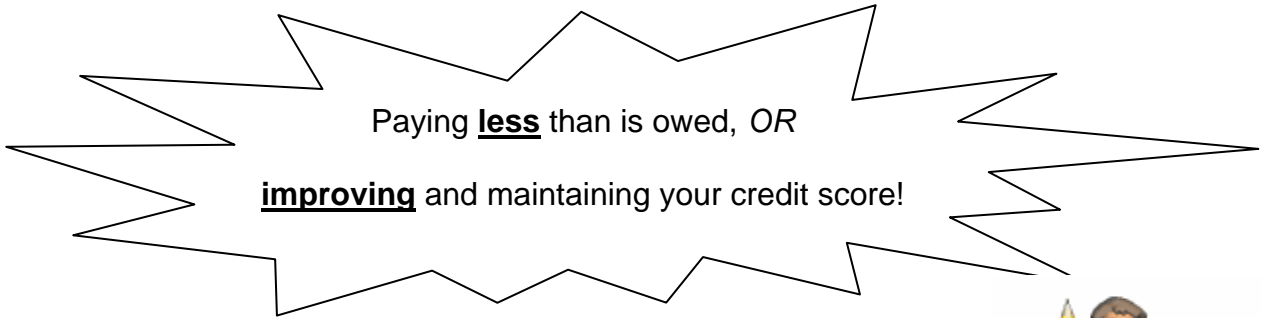 Paying less than is owed, OR
improving and maintaining your credit score!